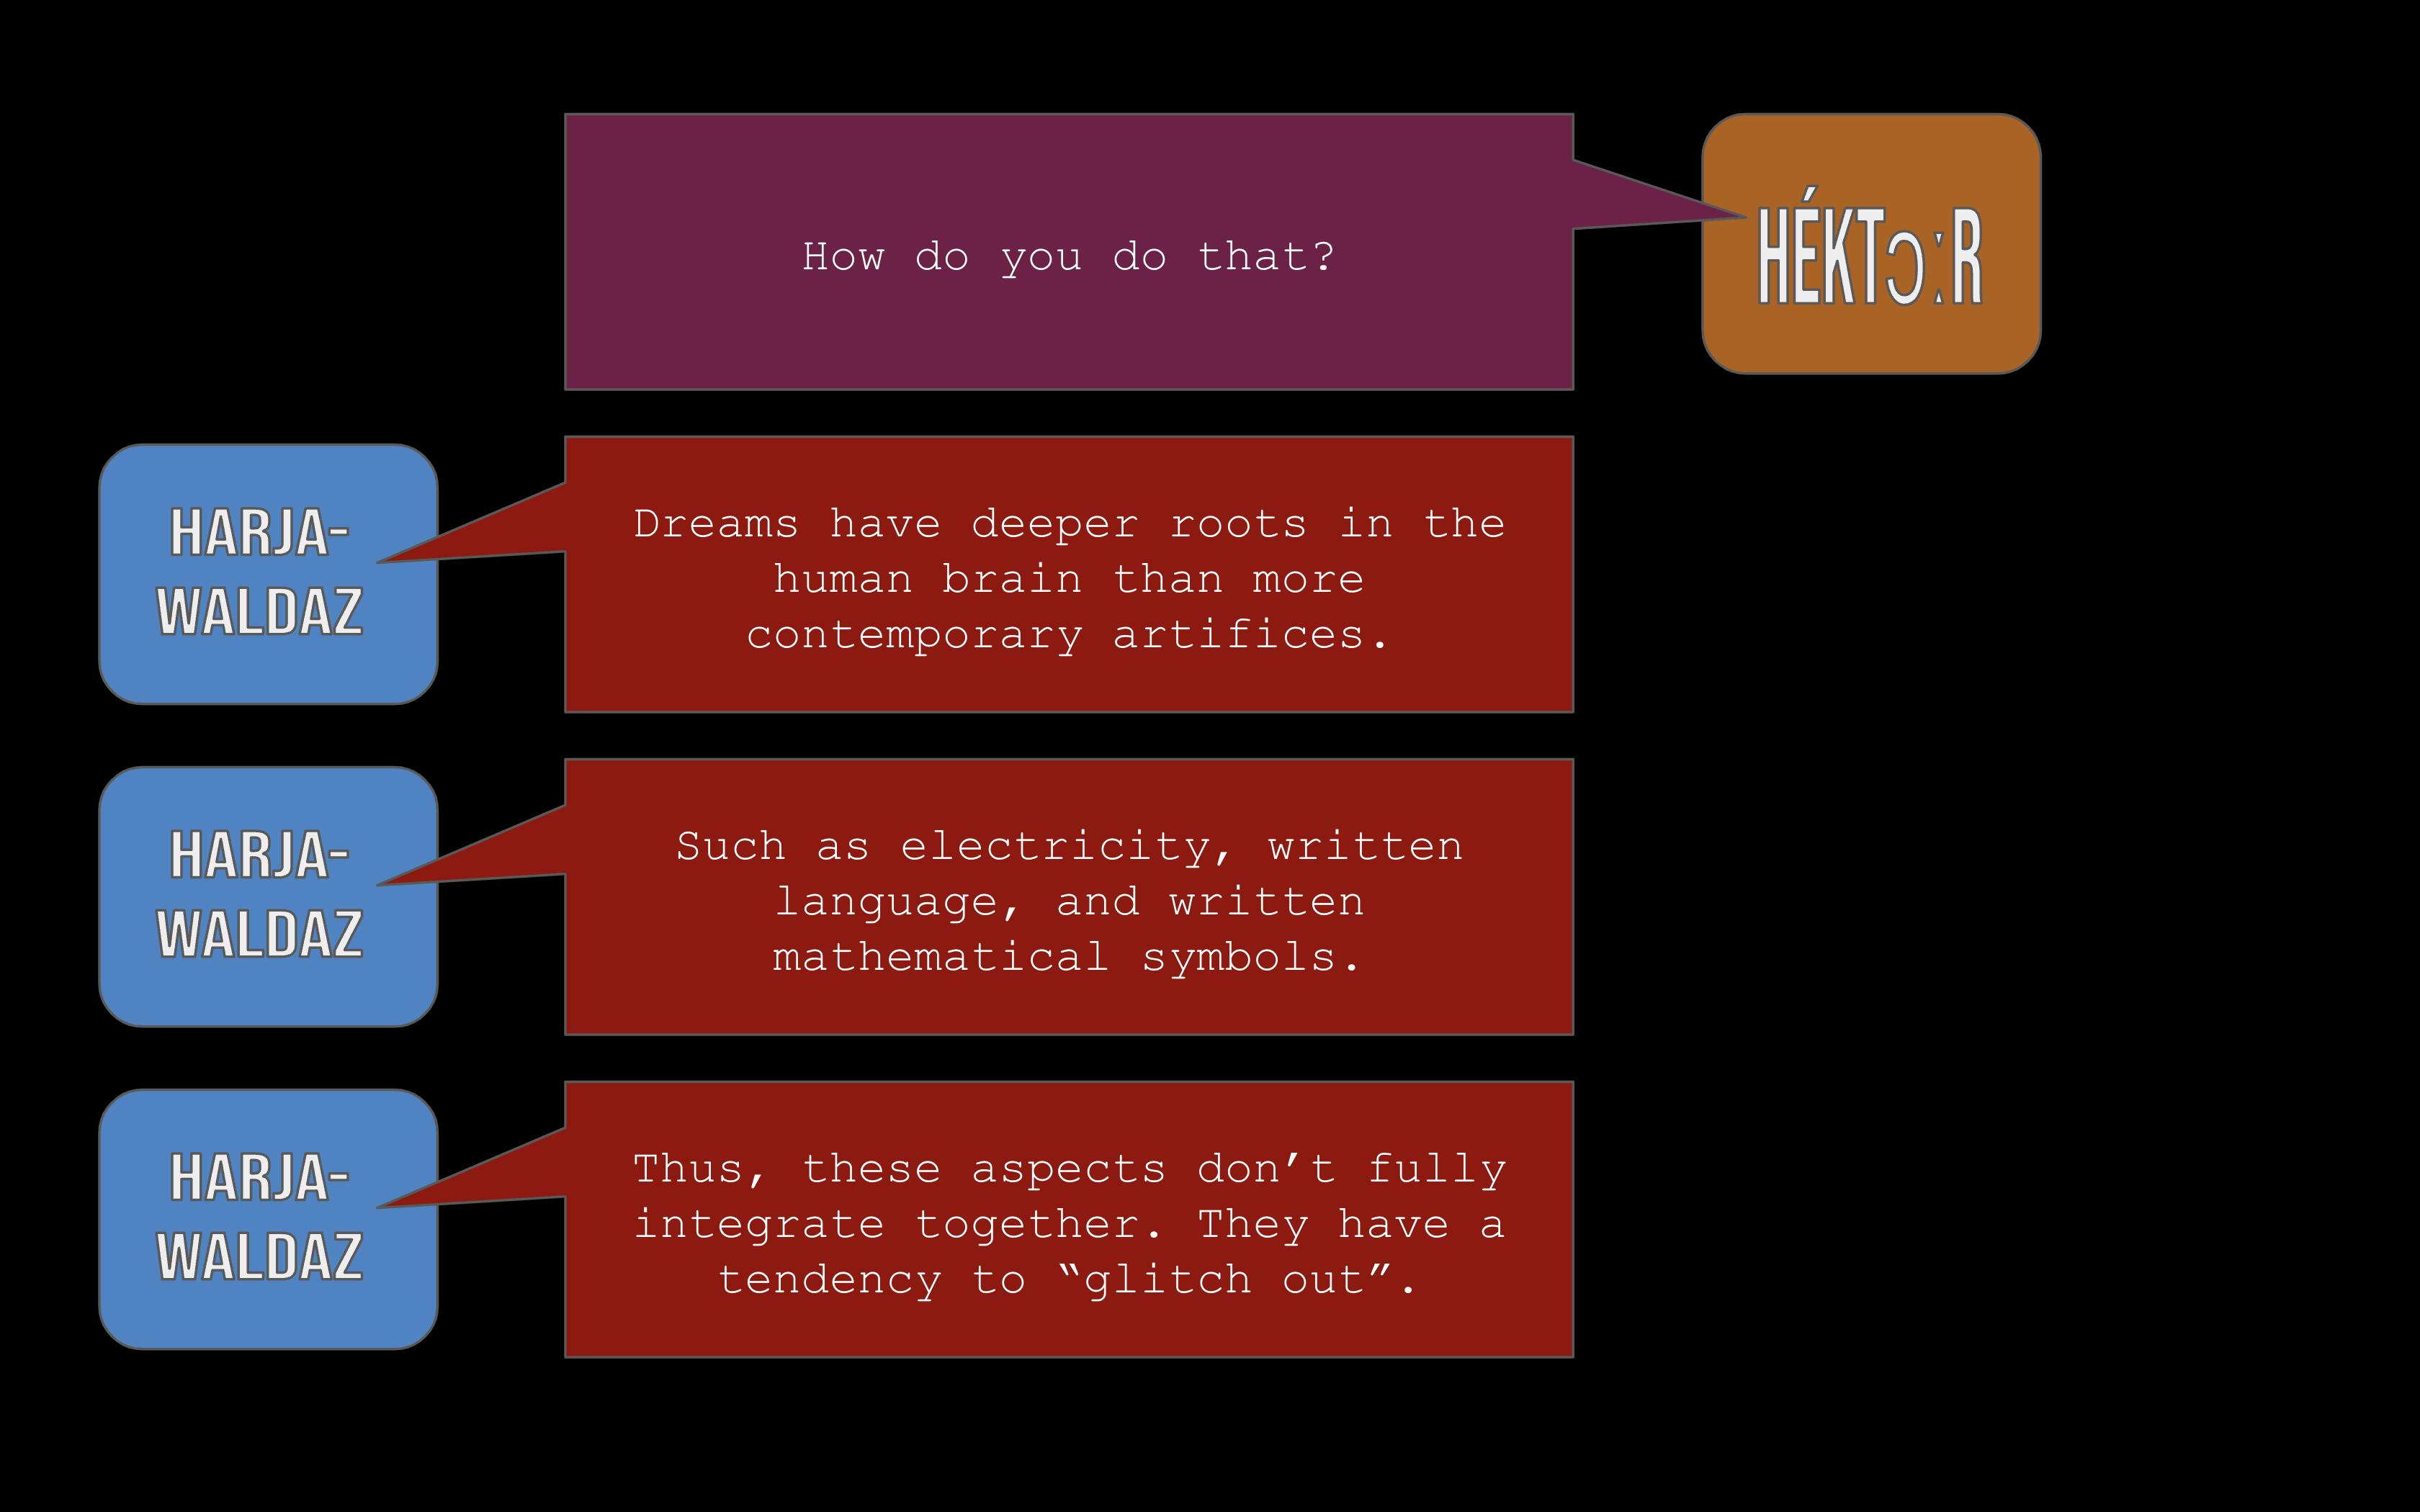 How do you do that?
HÉKTɔːR
HARJA-
WALDAZ
Dreams have deeper roots in the
human brain than more
contemporary artifices.
HARJA-
WALDAZ
Such as electricity, written
language, and written
mathematical symbols.
HARJA-
WALDAZ
Thus, these aspects don’t fully
integrate together. They have a
tendency to “glitch out”.